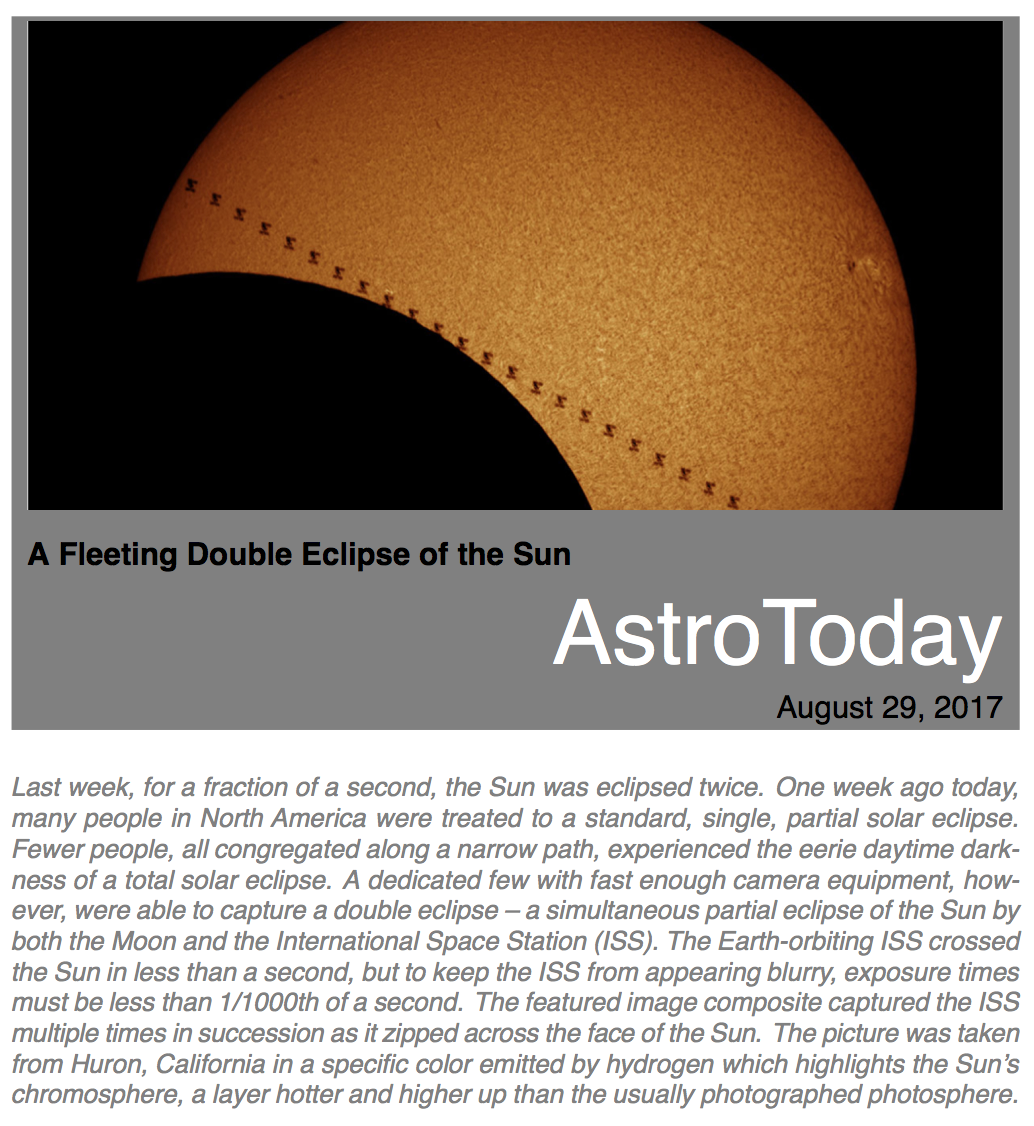 A Fleeting Double Eclipse of the Sun
AstroToday
August 29, 2017
Last week, for a fraction of a second, the Sun was eclipsed twice. One week ago today,
many people in North America were treated to a standard, single, partial solar eclipse.
Fewer people, all congregated along a narrow path, experienced the eerie daytime dark-
ness of a total solar eclipse. A dedicated few with fast enough camera equipment, how-
ever, were able to capture a double eclipse – a simultaneous partial eclipse of the Sun by
both the Moon and the International Space Station (ISS). The Earth-orbiting ISS crossed
the Sun in less than a second, but to keep the ISS from appearing blurry, exposure times
must be less than 1/1000th of a second. The featured image composite captured the ISS
multiple times in succession as it zipped across the face of the Sun. The picture was taken
from Huron, California in a specific color emitted by hydrogen which highlights the Sun’s
chromosphere, a layer hotter and higher up than the usually photographed photosphere.